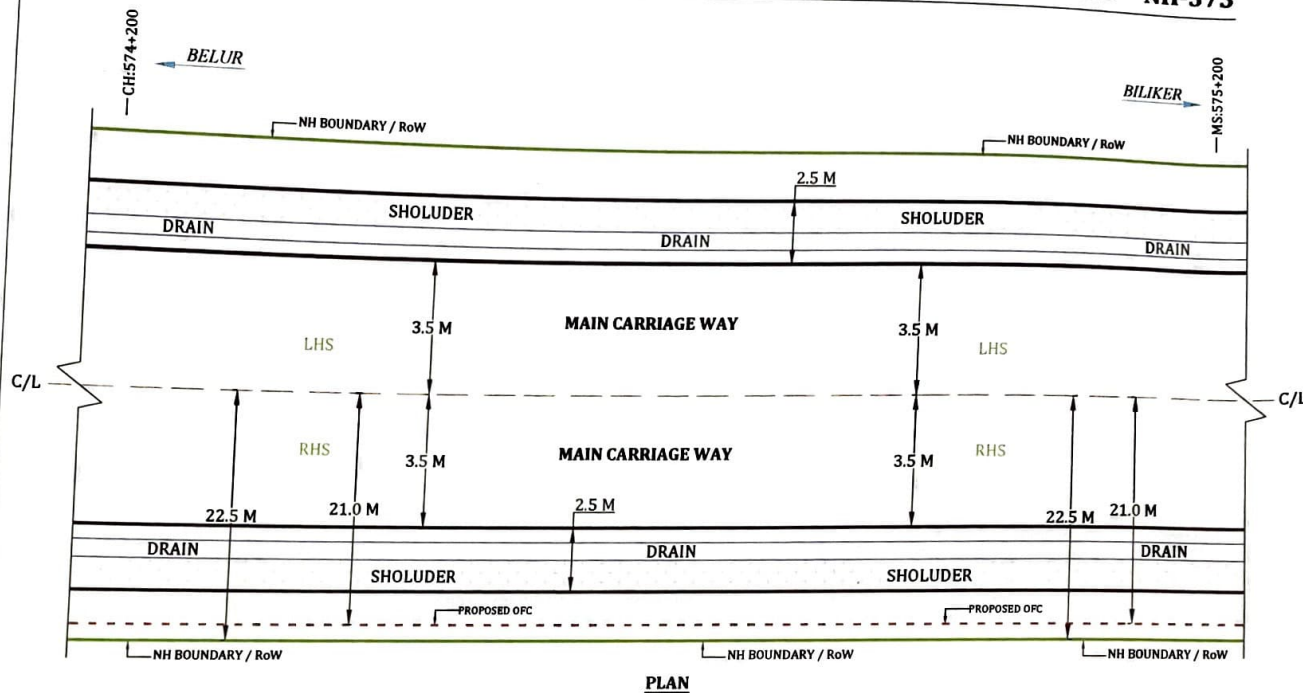 NH-373
CH:574+200
BELUR
BILIKER
MS:575+200
NH BOUNDARY / RoW
NH BOUNDARY / RoW
2.5 M
SHOLUDER
SHOLUDER
DRAIN
DRAIN
DRAIN
3.5 M
MAIN CARRIAGE WAY
3.5 M
LHS
LHS
C/L
C/L
RHS
3.5 M
MAIN CARRIAGE WAY
3.5 M
RHS
22.5 M
21.0 M
2.5 M
22.5 M
21.0 M
DRAIN
DRAIN
DRAIN
SHOLUDER
SHOLUDER
PROPOSED OFC
PROPOSED OFC
NH BOUNDARY / RoW
NH BOUNDARY / RoW
NH BOUNDARY / RoW
PLAN